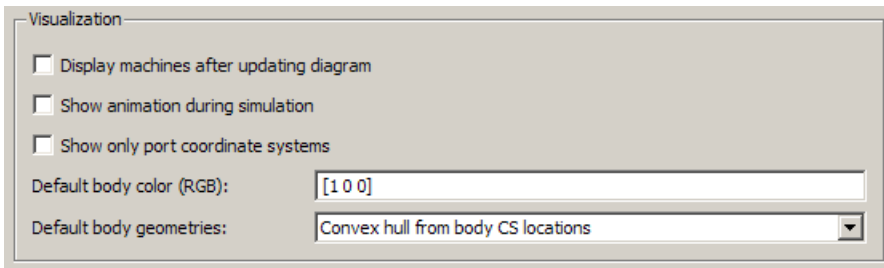 Visualization
Display machines after updating diagram
Show animation during simulation
Show only port coordinate systems
Default body color (RGB): [1 0 0]
Default body geometries: Convex hull from body CS locations